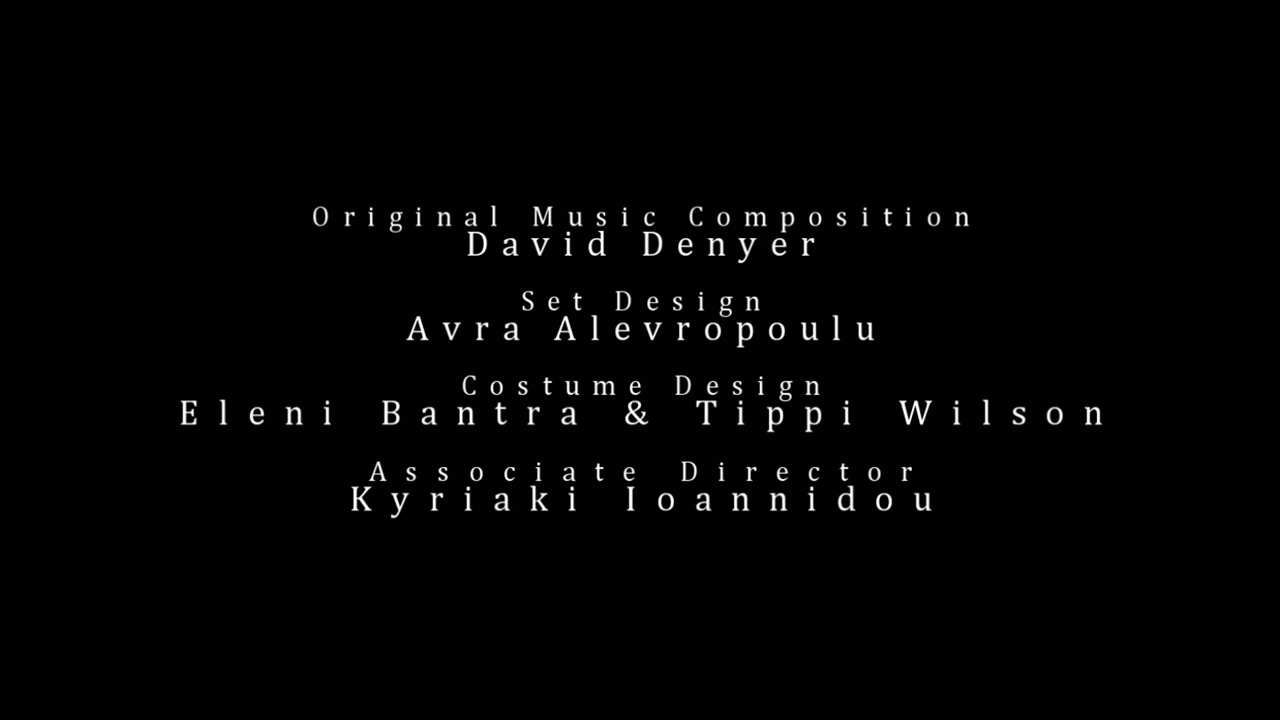 Original Music Composition
David Denyer
Set Design
Avra Alevropoulu
Costume Design
Eleni Bantra & Tippi Wilson
Associate Director
Kyriaki Ioannidou